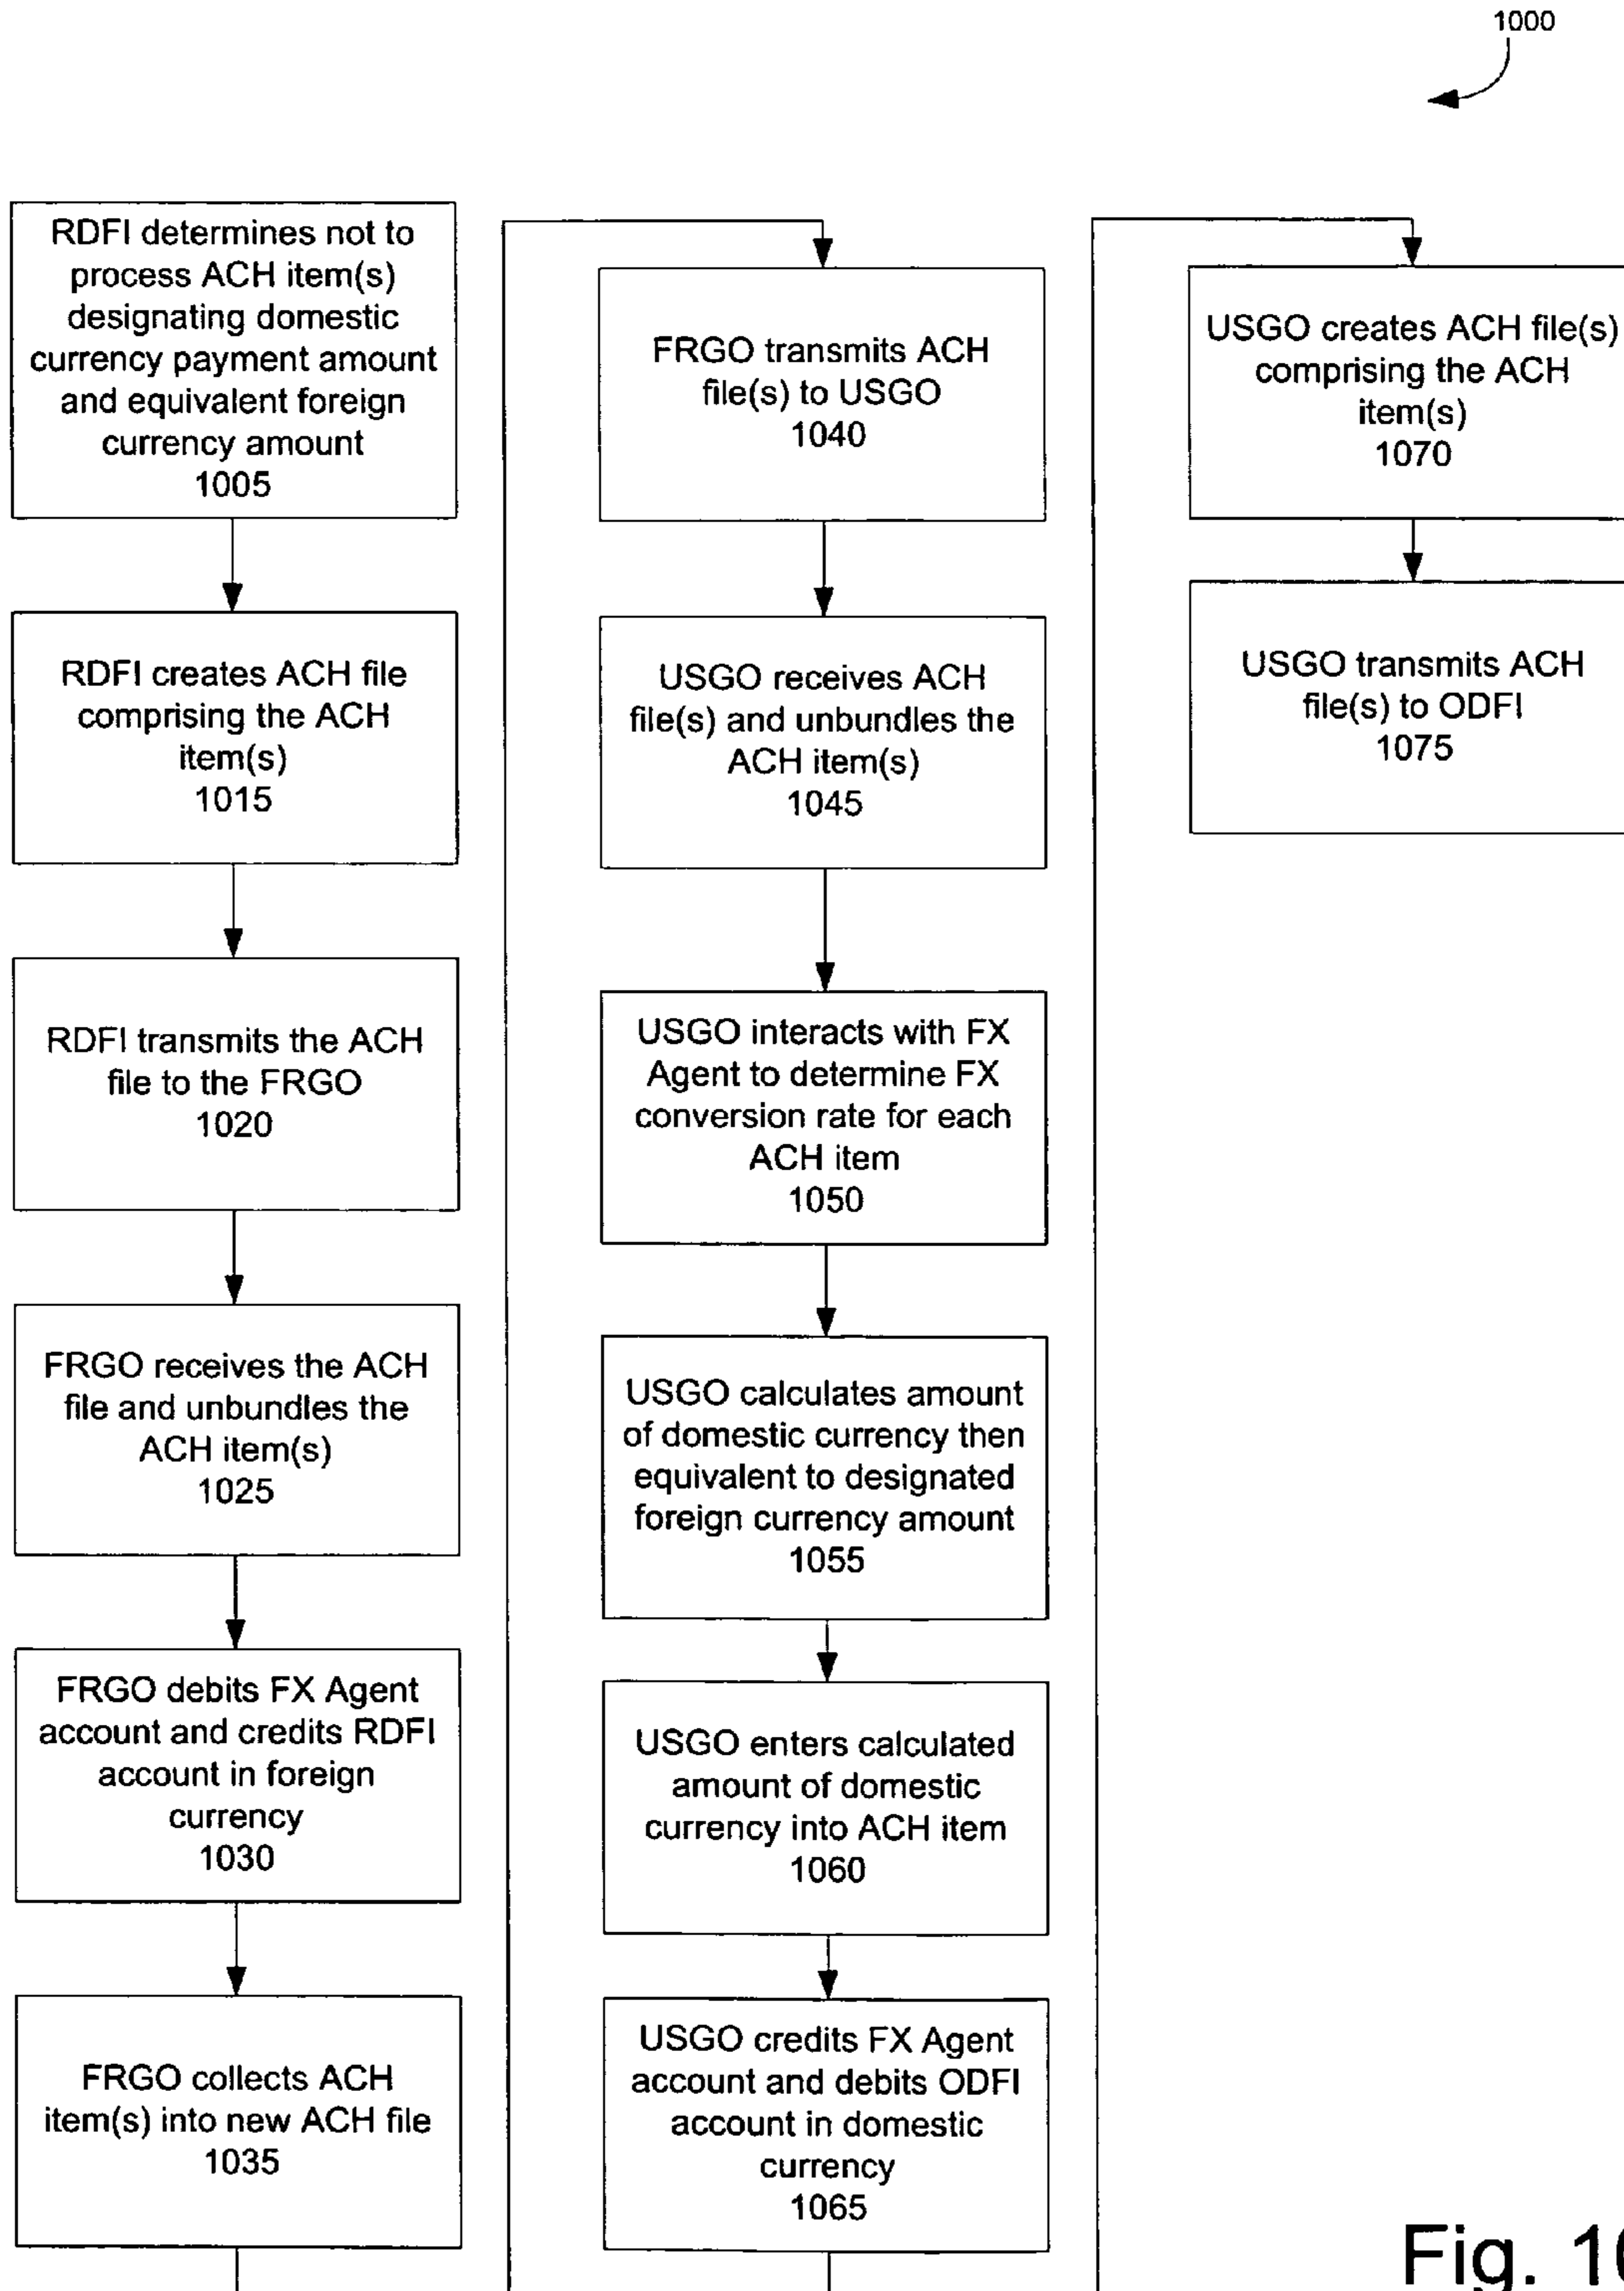 1000
RDFI determines not to
process ACH item(s)
designating domestic
currency payment amount
and equivalent foreign
currency amount
1005
RDFI creates ACH file
comprising the ACH
item(s)
1015
RDFI transmits the ACH
file to the FRGO
1020
FRGO receives the ACH
file and unbundles the
ACH item(s)
1025
FRGO debits FX Agent
account and credits RDFI
account in foreign
currency
1030
FRGO collects ACH
item(s) into new ACH file
1035
FRGO transmits ACH
file(s) to USGO
1040
USGO receives ACH
file(s) and unbundles the
ACH item(s)
1045
USGO interacts with FX
Agent to determine FX
conversion rate for each
ACH item
1050
USGO calculates amount
of domestic currency then
equivalent to designated
foreign currency amount
1055
USGO enters calculated
amount of domestic
currency into ACH item
1060
USGO credits FX Agent
account and debits ODFI
account in domestic
currency
1065
USGO creates ACH file(s)
comprising the ACH
item(s)
1070
USGO transmits ACH
file(s) to ODFI
1075
Fig. 10